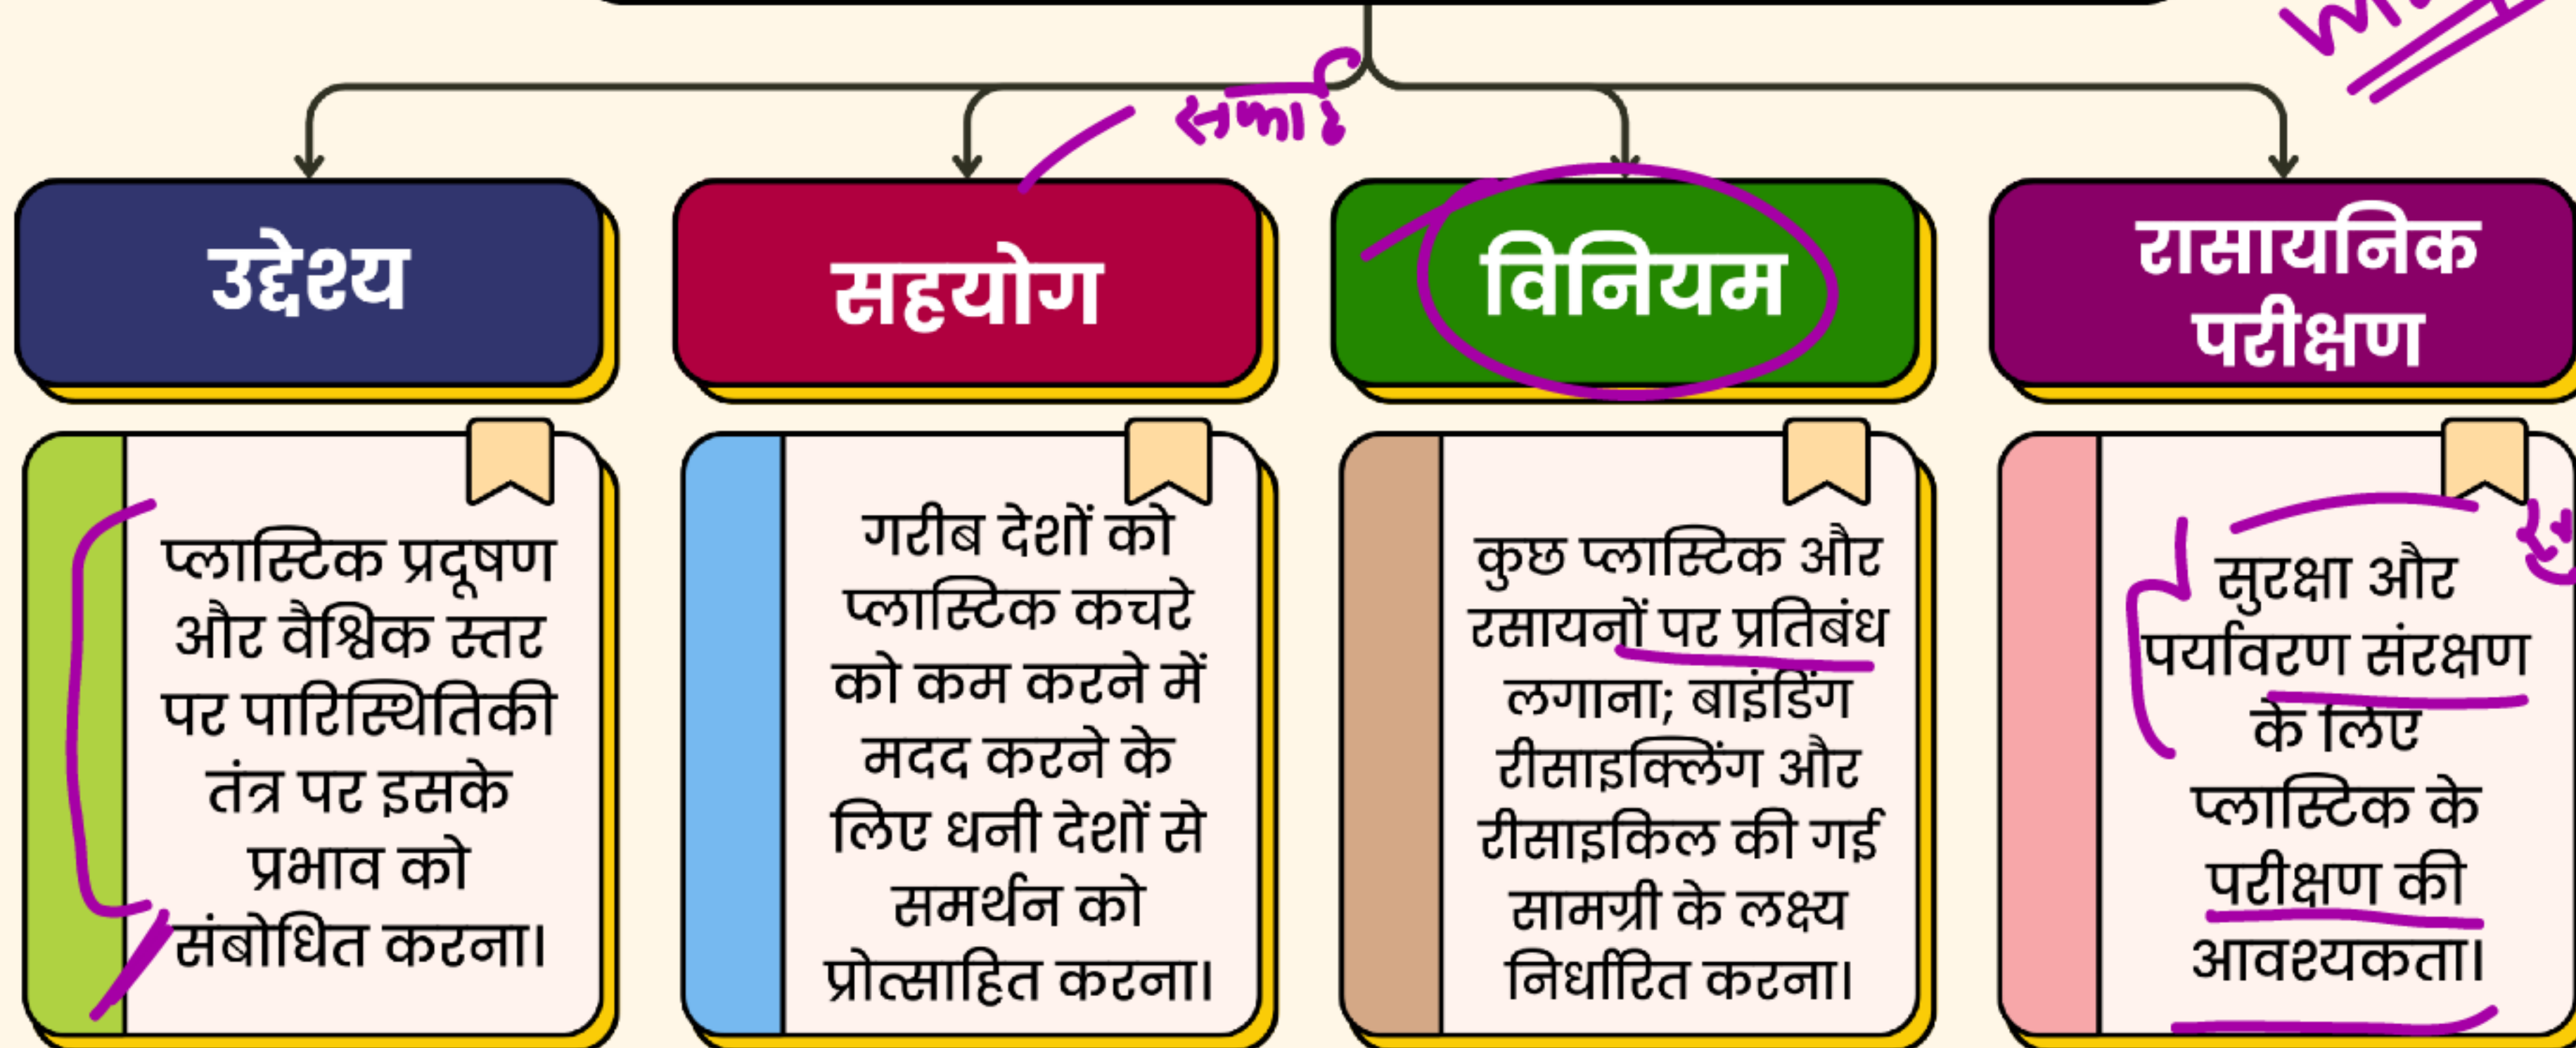 उद्देश्य
सहयोग
विनियम
रासायनिक
परीक्षण
प्लास्टिक प्रदूषण
और वैश्विक स्तर
पर पारिस्थितिकी
तंत्र पर इसके
प्रभाव को
संबोधित करना।
गरीब देशों को
प्लास्टिक कचरे
को कम करने में
मदद करने के
लिए धनी देशों से
समर्थन को
प्रोत्साहित करना।
कुछ प्लास्टिक और
रसायनों पर प्रतिबंध
लगाना; बाइंडिंग
रीसाइक्लिंग और
रीसाइकिल की गई
सामग्री के लक्ष्य
निर्धारित करना।
सुरक्षा और
पर्यावरण संरक्षण
के लिए
प्लास्टिक के
परीक्षण की
आवश्यकता।